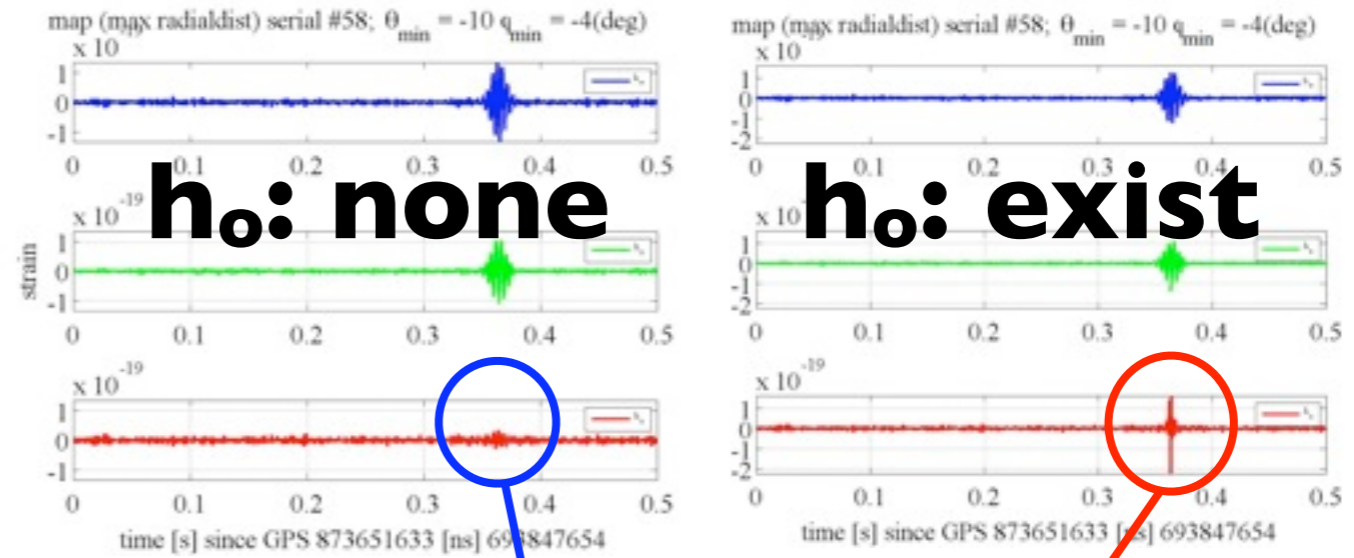 map (max radialdist) serial #58; θmin = -10 φmin = -4(deg)
x 10
1
0
-1
0 0.1 0.2 0.3 0.4 0.5
hₒ: none
x 10-19
1
0
-1
strain
0 0.1 0.2 0.3 0.4 0.5
x 10-19
1
0
-1
0 0.1 0.2 0.3 0.4 0.5
time [s] since GPS 873651633 [ns] 693847654
map (max radialdist) serial #58; θmin = -10 φmin = -4(deg)
x 10
1
0
-1
-2
0 0.1 0.2 0.3 0.4 0.5
hₒ: exist
x 10
1
0
-1
-2
0 0.1 0.2 0.3 0.4 0.5
x 10-19
1
0
-1
-2
0 0.1 0.2 0.3 0.4 0.5
time [s] since GPS 873651633 [ns] 693847654